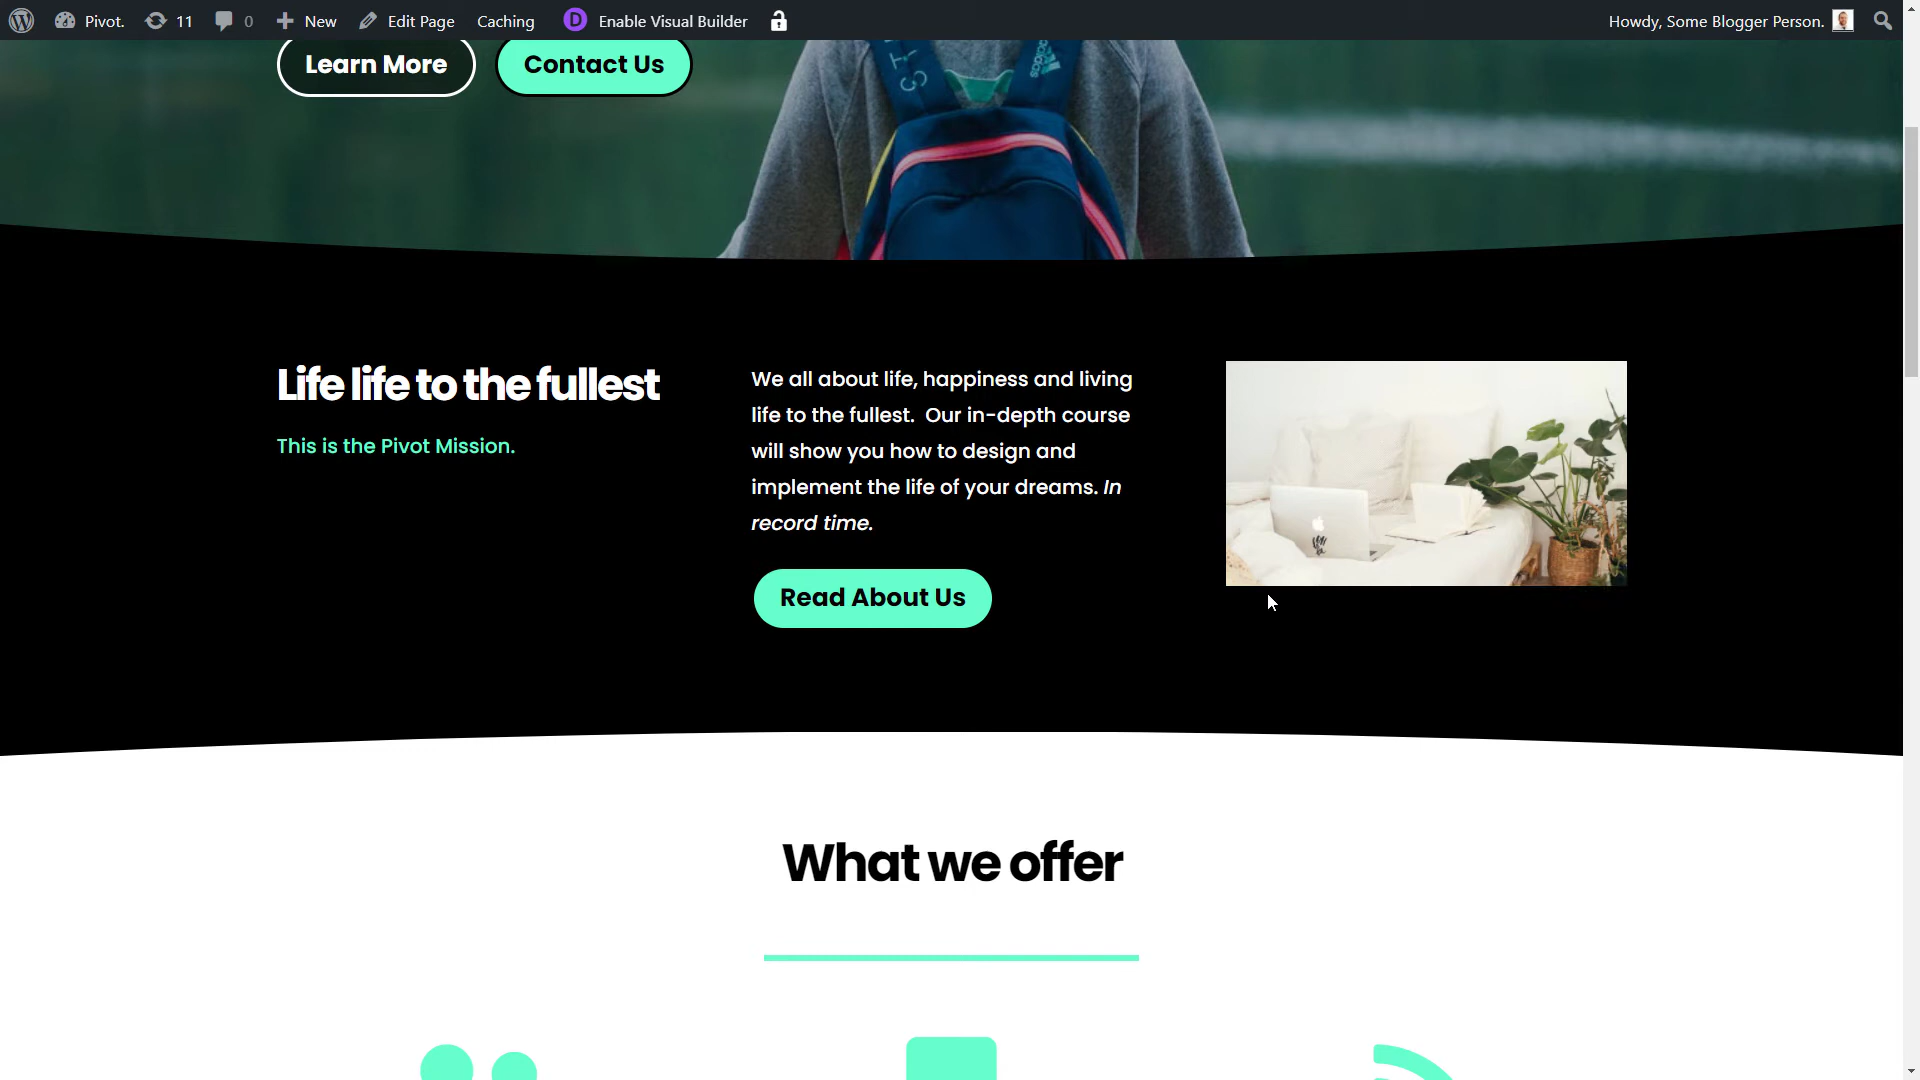 Pivot. 11 0 New Edit Page Caching D Enable Visual Builder Howdy, Some Blogger Person.
Learn More Contact Us
STI
adidas
Life life to the fullest
This is the Pivot Mission.
We all about life, happiness and living
life to the fullest. Our in-depth course
will show you how to design and
implement the life of your dreams. In
record time.
Read About Us
What we offer